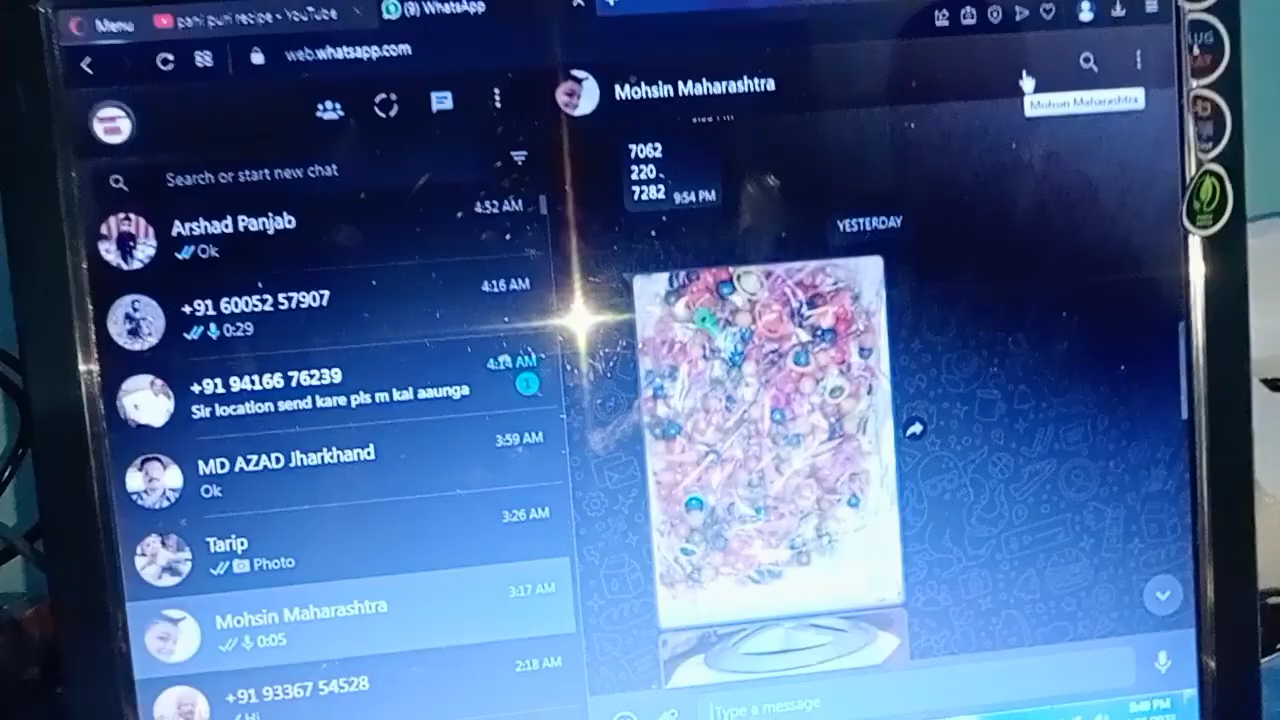 Menu
pani puri recipe - YouTube
(9) WhatsApp
web.whatsapp.com
Mohsin Maharashtra
Mohsin Maharashtra
Search or start new chat
7062
220
7282 9:54 PM
YESTERDAY
Arshad Panjab 4:52 AM
Ok
+91 60052 57907 4:16 AM
0:29
+91 94166 76239 4:14 AM
Sir location send kare pls m kal aaunga 1
MD AZAD Jharkhand 3:59 AM
Ok
Tarip 3:26 AM
Photo
Mohsin Maharashtra 3:17 AM
0:05
+91 93367 54528 2:18 AM
Hi
Type a message